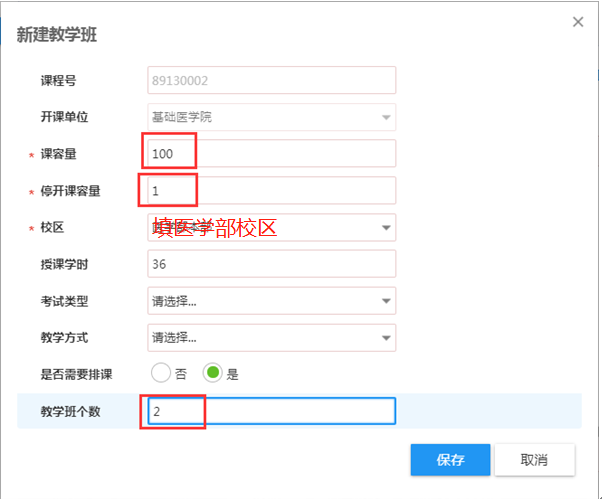 新建教学班
课程号 89130002
开课单位 基础医学院
* 课容量 100
* 停开课容量 1
* 校区 填医学部校区
授课学时 36
考试类型 请选择...
教学方式 请选择...
是否需要排课 否 是
教学班个数 2
保存 取消